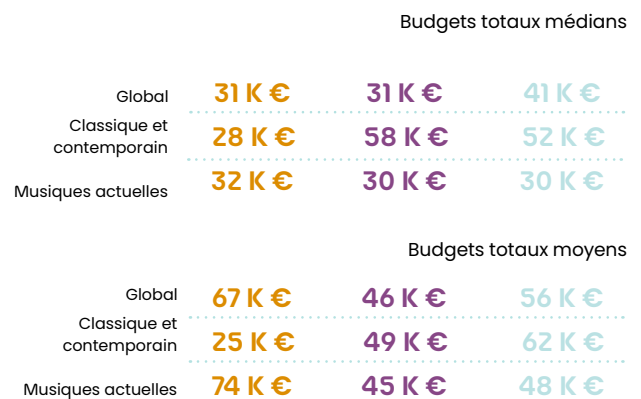 Budgets totaux médians
Global 31 K € 31 K € 41 K €
Classique et
contemporain 28 K € 58 K € 52 K €
Musiques actuelles 32 K € 30 K € 30 K €
Budgets totaux moyens
Global 67 K € 46 K € 56 K €
Classique et
contemporain 25 K € 49 K € 62 K €
Musiques actuelles 74 K € 45 K € 48 K €